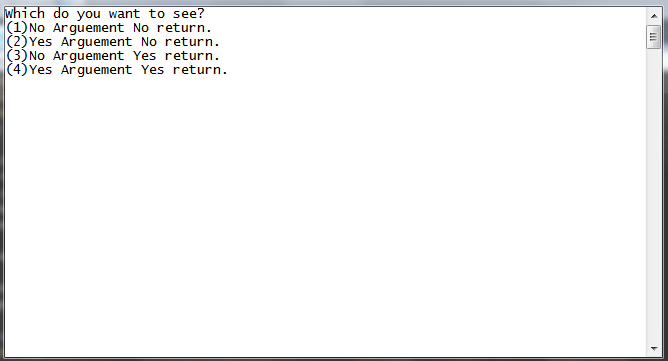 Which do you want to see?
(1)No Arguement No return.
(2)Yes Arguement No return.
(3)No Arguement Yes return.
(4)Yes Arguement Yes return.